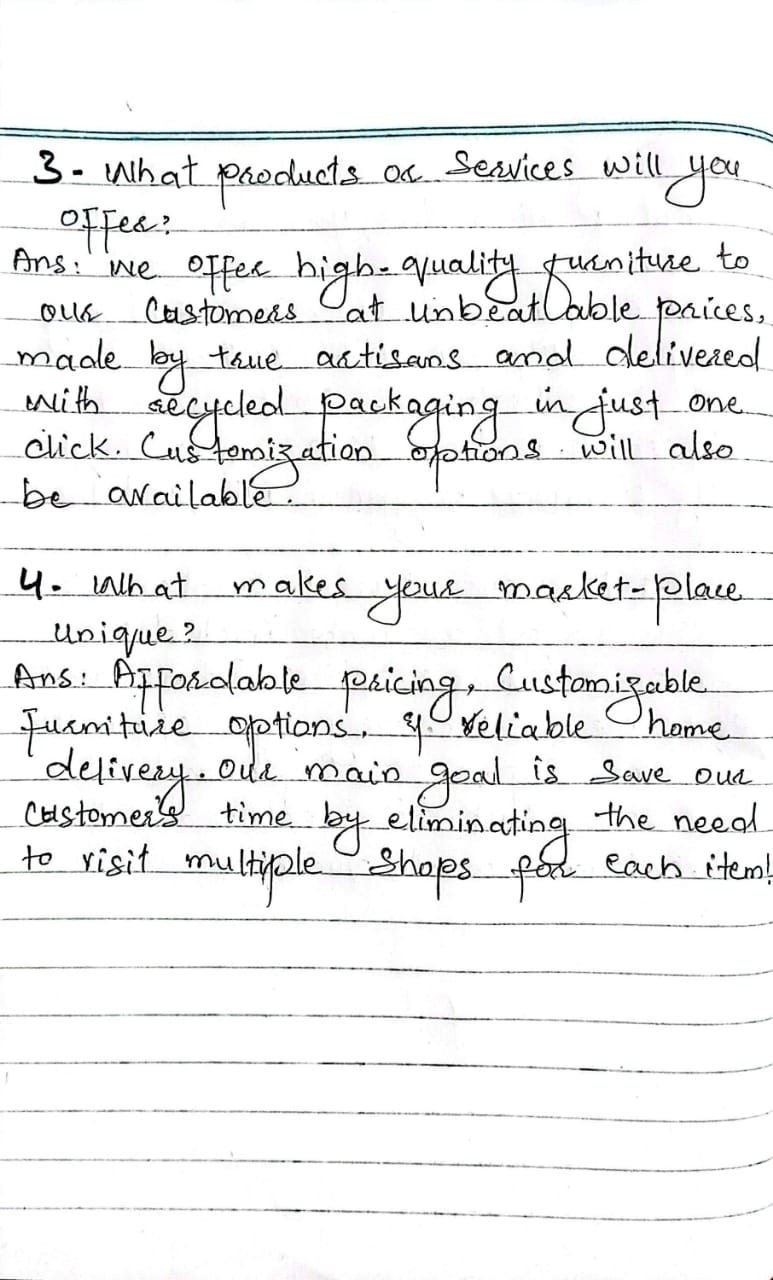 3- What products or Services will you
offer?
Ans: We offer high-quality furniture to
our Customers at unbeatable prices,
made by true artisans and delivered
with recycled packaging in just one
click. Customization options will also
be available.
4. What makes your market-place
unique?
Ans: Affordable pricing, Customizable
furniture options, & reliable home
delivery. Our main goal is Save our
Customer's time by eliminating the need
to visit multiple Shops for each item!